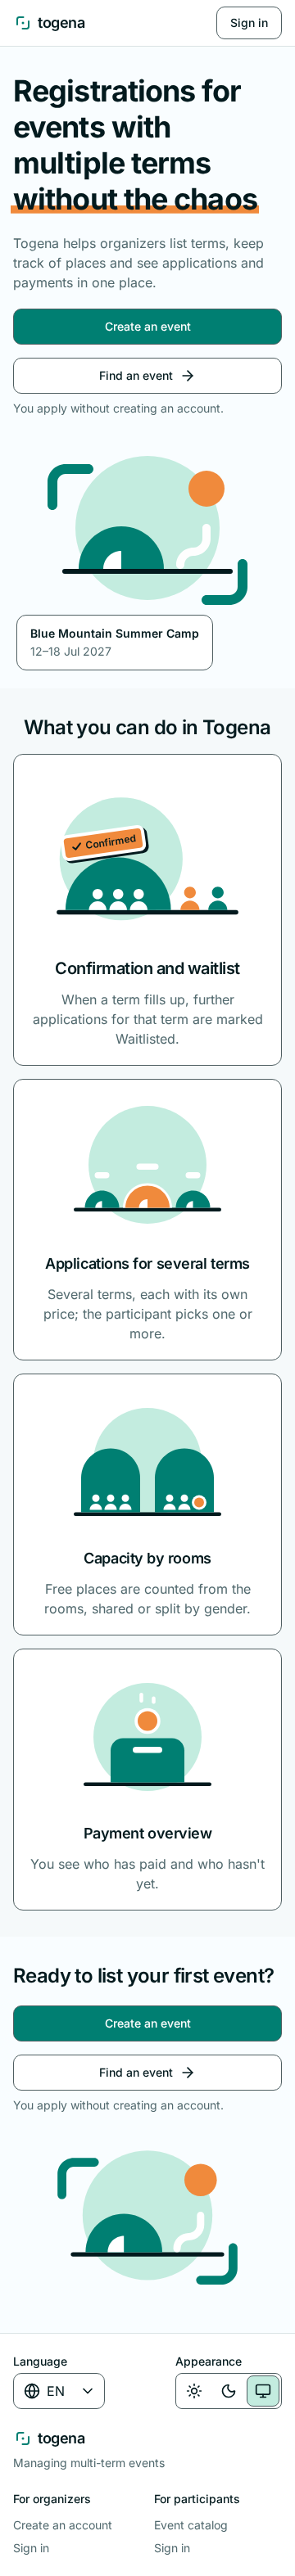 togena
Sign in
Registrations for
events with
multiple terms
without the chaos
Togena helps organizers list terms, keep
track of places and see applications and
payments in one place.
Create an event
Find an event
You apply without creating an account.
Blue Mountain Summer Camp
12–18 Jul 2027
What you can do in Togena
Confirmed
Confirmation and waitlist
When a term fills up, further
applications for that term are marked
Waitlisted.
Applications for several terms
Several terms, each with its own
price; the participant picks one or
more.
Capacity by rooms
Free places are counted from the
rooms, shared or split by gender.
Payment overview
You see who has paid and who hasn't
yet.
Ready to list your first event?
Create an event
Find an event
You apply without creating an account.
Language
Appearance
EN
togena
Managing multi-term events
For organizers
For participants
Create an account
Event catalog
Sign in
Sign in